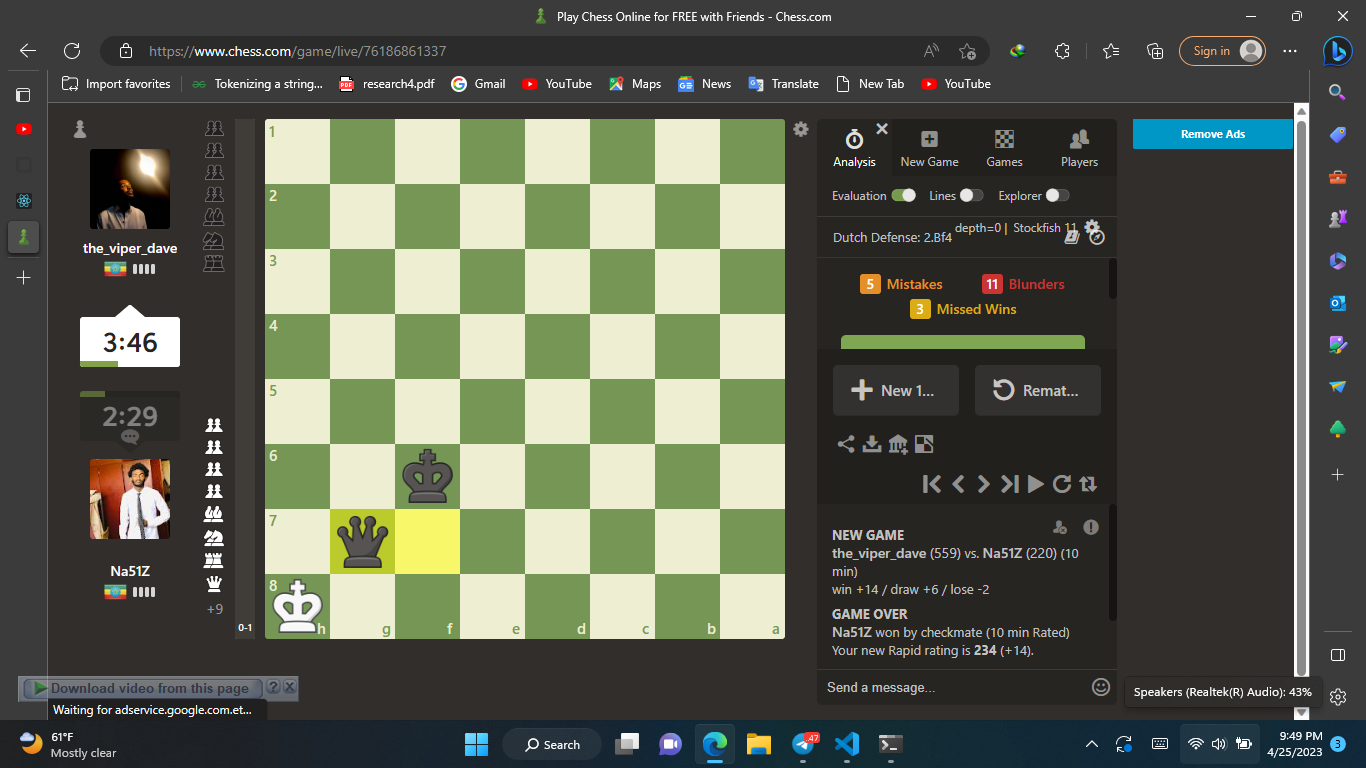 Play Chess Online for FREE with Friends - Chess.com
https://www.chess.com/game/live/76186861337
Sign in
Import favorites
Tokenizing a string...
PDF
research4.pdf
Gmail
YouTube
Maps
News
Translate
New Tab
YouTube
the_viper_dave
3:46
2:29
Na51Z
+9
0-1
1
2
3
4
5
6
7
8
h g f e d c b a
Analysis
New Game
Games
Players
Evaluation
Lines
Explorer
depth=0 | Stockfish 11
Dutch Defense: 2.Bf4
5 Mistakes
11 Blunders
3 Missed Wins
New 1...
Remat...
NEW GAME
the_viper_dave (559) vs. Na51Z (220) (10
min)
win +14 / draw +6 / lose -2
GAME OVER
Na51Z won by checkmate (10 min Rated)
Your new Rapid rating is 234 (+14).
Send a message...
Remove Ads
Speakers (Realtek(R) Audio): 43%
Download video from this page
?
Waiting for adservice.google.com.et...
61°F
Mostly clear
Search
47
9:49 PM
4/25/2023
3